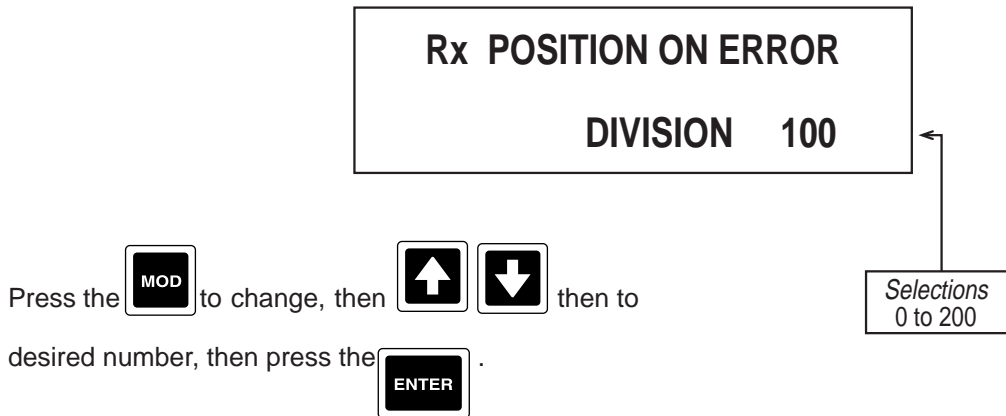 Rx POSITION ON ERROR
DIVISION 100
Press the MOD to change, then then to
Selections
0 to 200
desired number, then press the ENTER .